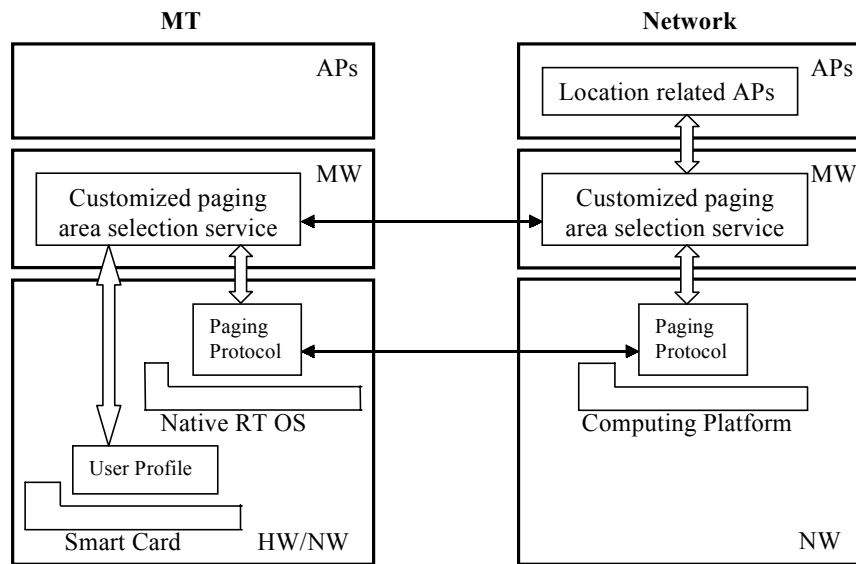 MT
Network
APs
APs
Location related APs
MW
MW
Customized paging
area selection service
Customized paging
area selection service
Paging
Protocol
Paging
Protocol
Native RT OS
Computing Platform
User Profile
Smart Card
HW/NW
NW